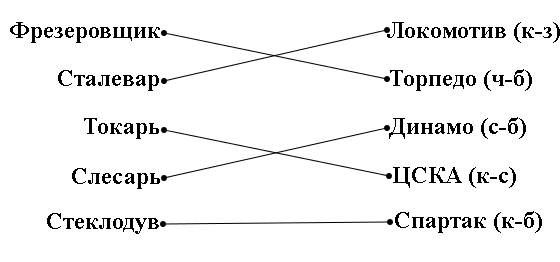 Фрезеровщик Локомотив (к-з)
Сталевар Торпедо (ч-б)
Токарь Динамо (с-б)
Слесарь ЦСКА (к-с)
Стеклодув Спартак (к-б)